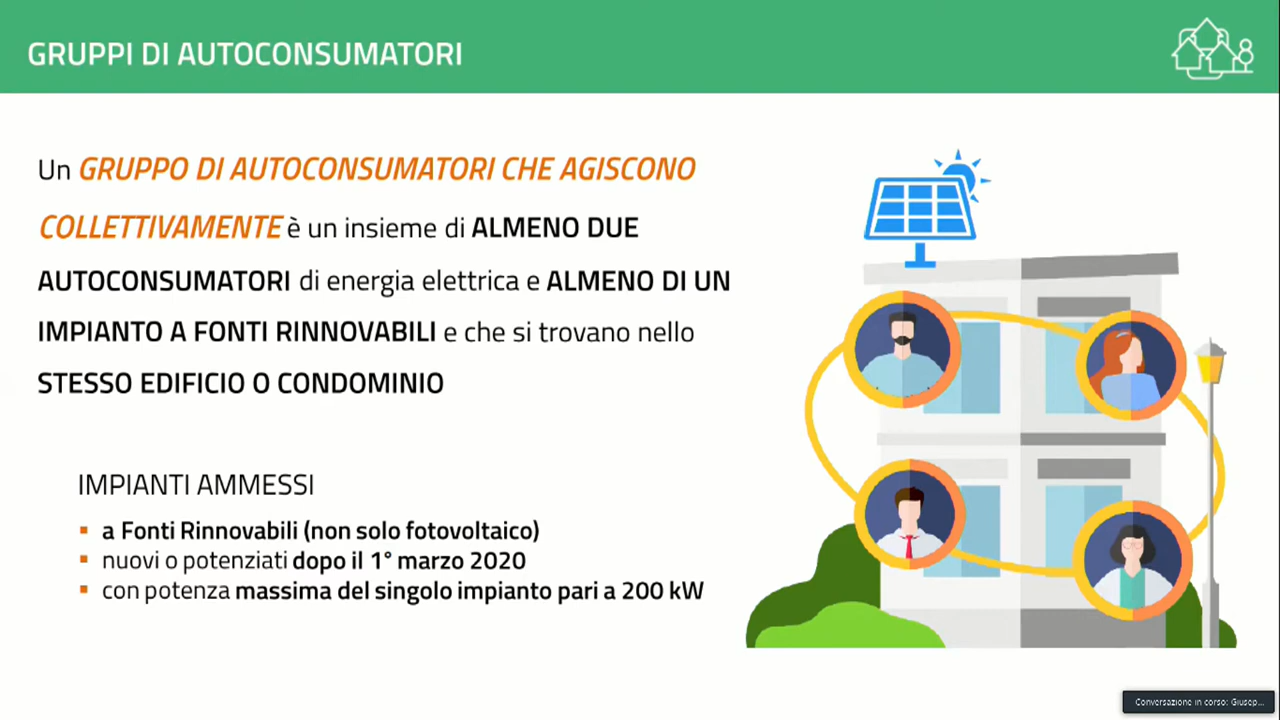 GRUPPI DI AUTOCONSUMATORI
Un GRUPPO DI AUTOCONSUMATORI CHE AGISCONO
COLLETTIVAMENTE è un insieme di ALMENO DUE
AUTOCONSUMATORI di energia elettrica e ALMENO DI UN
IMPIANTO A FONTI RINNOVABILI e che si trovano nello
STESSO EDIFICIO O CONDOMINIO
IMPIANTI AMMESSI
▪ a Fonti Rinnovabili (non solo fotovoltaico)
▪ nuovi o potenziati dopo il 1° marzo 2020
▪ con potenza massima del singolo impianto pari a 200 kW
Conversazione in corso: Giusep...